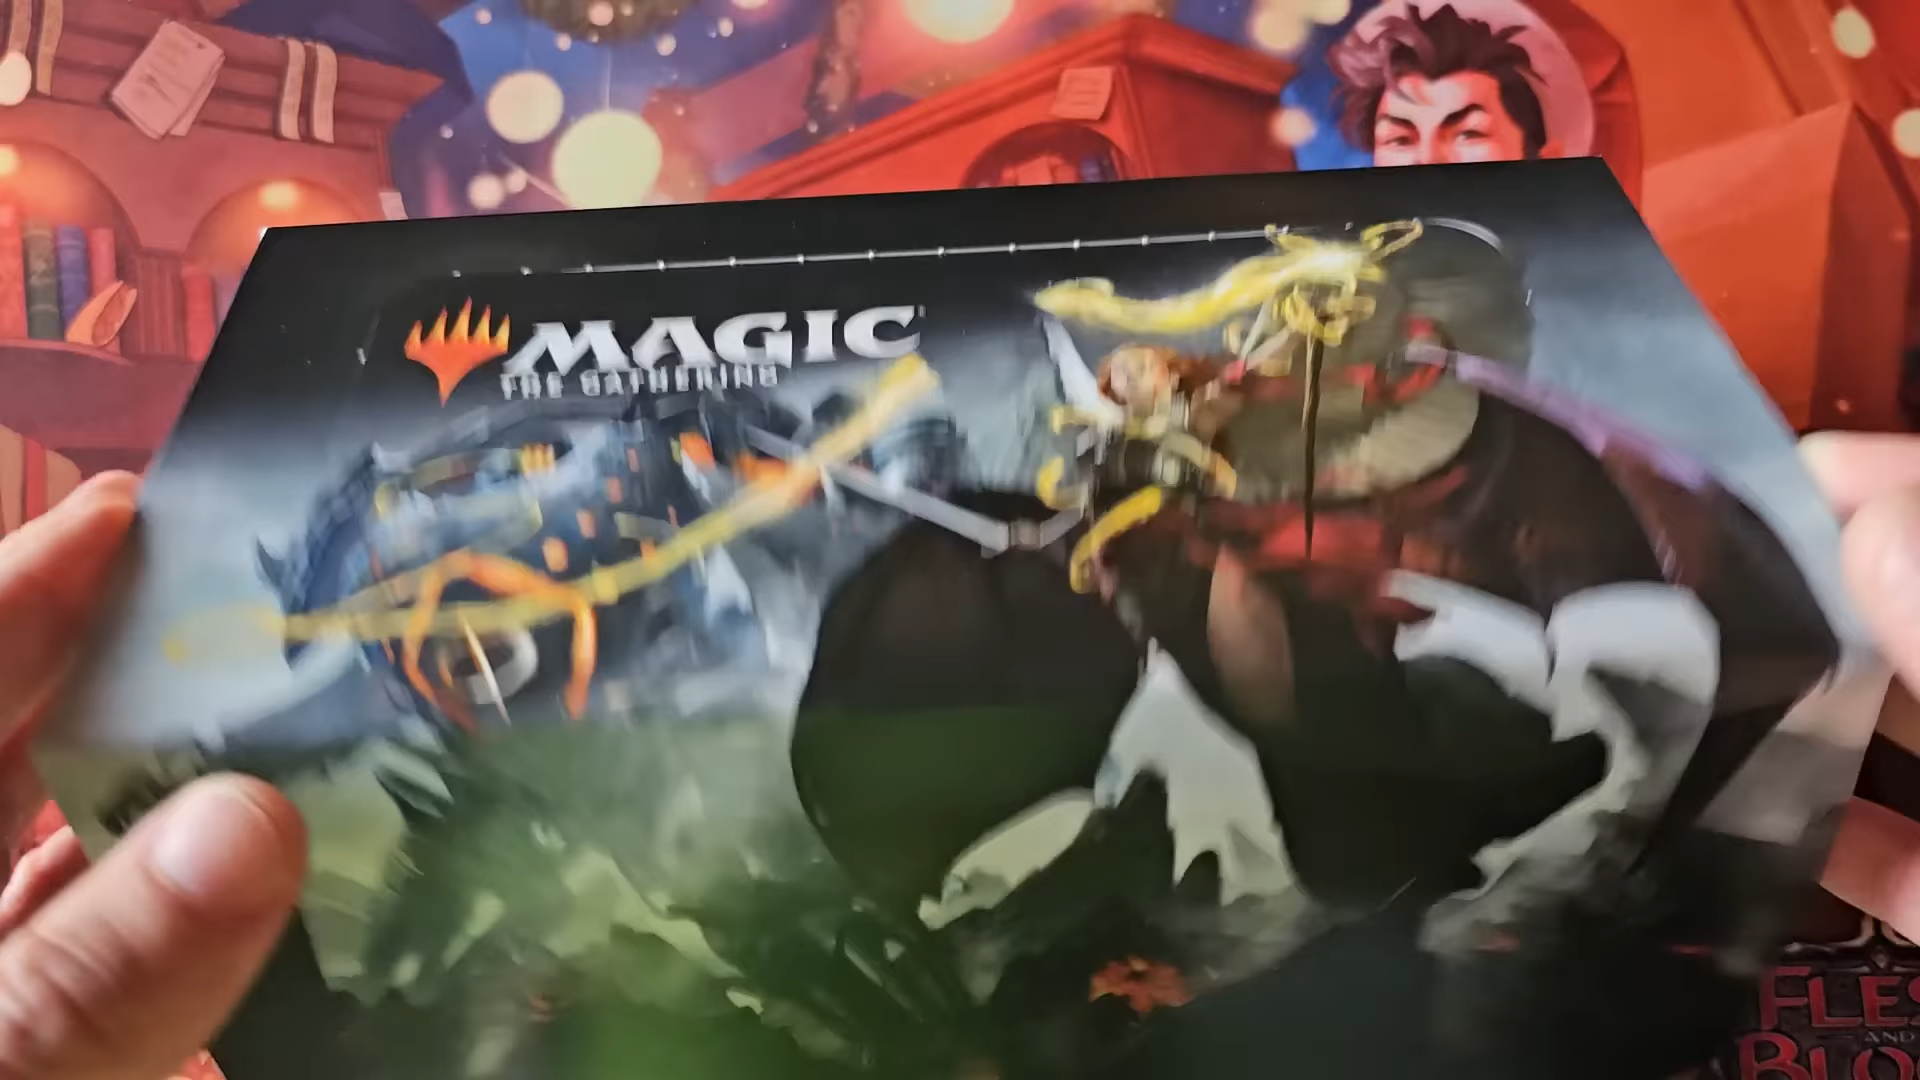 MAGIC
THE GATHERING
FLES
AND
BLO